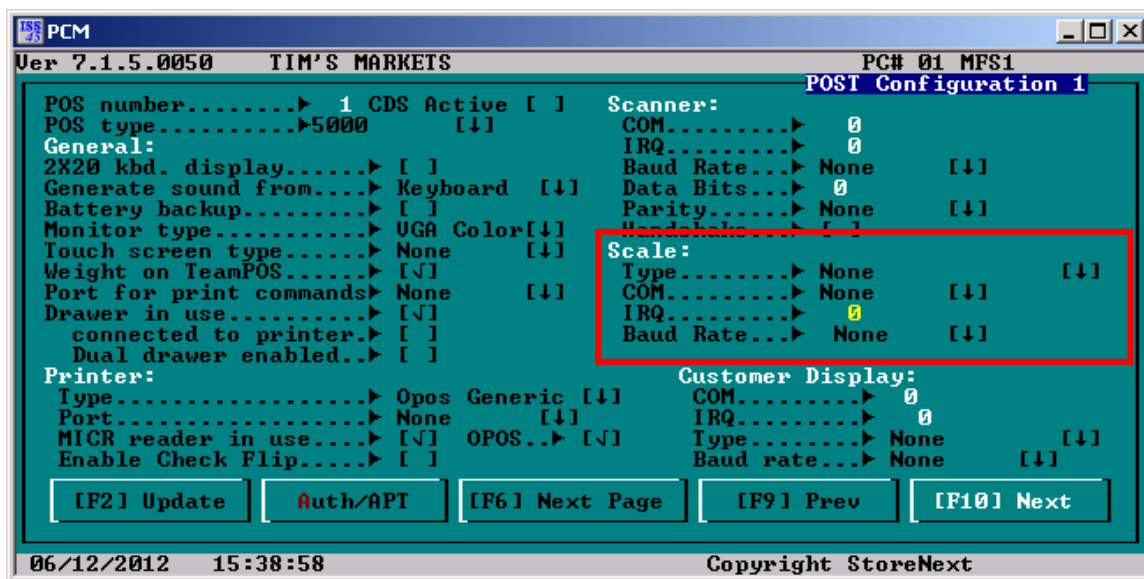 ISS 45 PCM
Ver 7.1.5.0050 TIM'S MARKETS PC# 01 MFS1
POST Configuration 1
POS number........► 1 CDS Active [ ]
POS type..........►5000 [↓]
General:
2X20 kbd. display......► [ ]
Generate sound from....► Keyboard [↓]
Battery backup.........► [ ]
Monitor type...........► VGA Color[↓]
Touch screen type......► None [↓]
Weight on TeamPOS......► [√]
Port for print commands► None [↓]
Drawer in use..........► [√]
connected to printer.► [ ]
Dual drawer enabled..► [ ]
Printer:
Type..................► Opos Generic [↓]
Port..................► None [↓]
MICR reader in use....► [√] OPOS..► [√]
Enable Check Flip.....► [ ]
Scanner:
COM.........► 0
IRQ.........► 0
Baud Rate...► None [↓]
Data Bits...► 0
Parity......► None [↓]
Handshake...► [ ]
Scale:
Type........► None [↓]
COM.........► None [↓]
IRQ.........► 0
Baud Rate...► None [↓]
Customer Display:
COM.........► 0
IRQ.........► 0
Type........► None [↓]
Baud rate...► None [↓]
[F2] Update Auth/APT [F6] Next Page [F9] Prev [F10] Next
06/12/2012 15:38:58 Copyright StoreNext